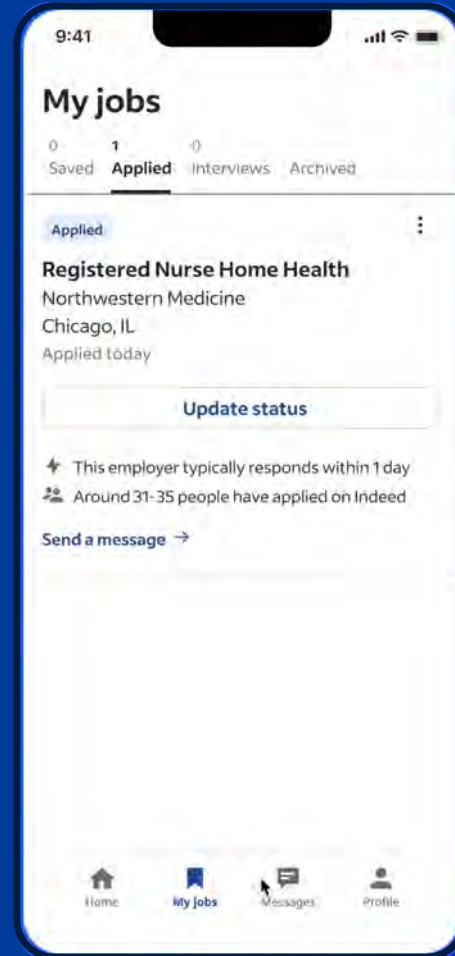 9:41
My jobs
0 1 0
Saved Applied Interviews Archived
Applied
Registered Nurse Home Health
Northwestern Medicine
Chicago, IL
Applied today
Update status
This employer typically responds within 1 day
Around 31-35 people have applied on Indeed
Send a message →
Home My jobs Messages Profile